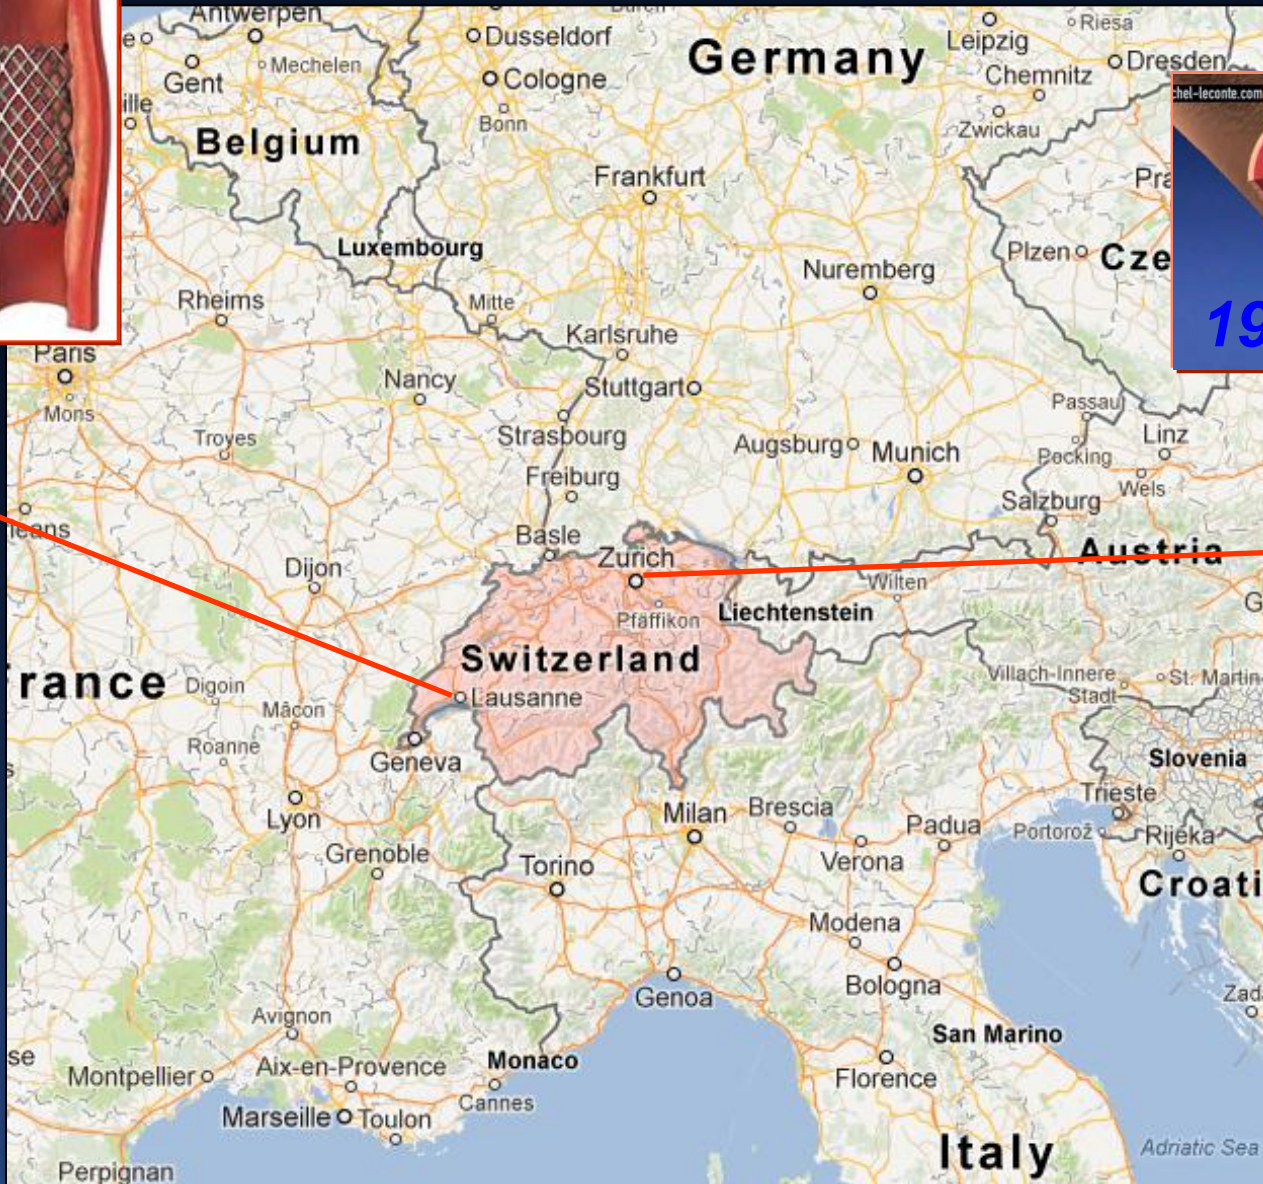 Antwerpen
Dusseldorf
Germany
Leipzig
Riesa
Gent
Mechelen
Cologne
Chemnitz
Dresden
Belgium
Bonn
Zwickau
Frankfurt
Luxembourg
Plzen
Nuremberg
Rheims
Mitte
Karlsruhe
Paris
Nancy
Stuttgart
Mons
Passau
Troyes
Strasbourg
Augsburg
Munich
Linz
Pocking
Freiburg
Wels
Salzburg
Basle
Zurich
Austria
Dijon
Wilten
Pfäffikon
Liechtenstein
Switzerland
Villach-Innere
Stadt
St. Martin-
Digoin
Lausanne
Mâcon
Roanne
Geneva
Slovenia
Trieste
Lyon
Milan
Brescia
Padua
Portorož
Rijeka
Grenoble
Torino
Verona
Modena
Genoa
Bologna
Avignon
San Marino
Montpellier
Aix-en-Provence
Monaco
Florence
Marseille
Toulon
Cannes
Italy
Adriatic Sea
Perpignan